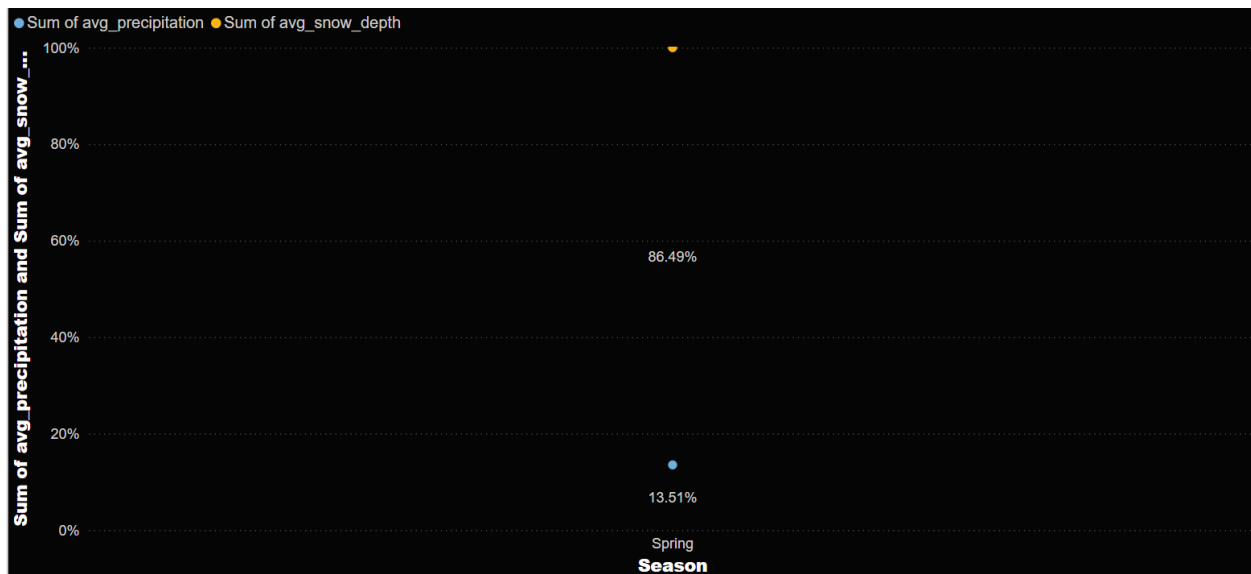 Sum of avg_precipitation Sum of avg_snow_depth
Sum of avg_precipitation and Sum of avg_snow_...
100%
80%
60%
40%
20%
0%
86.49%
13.51%
Spring
Season